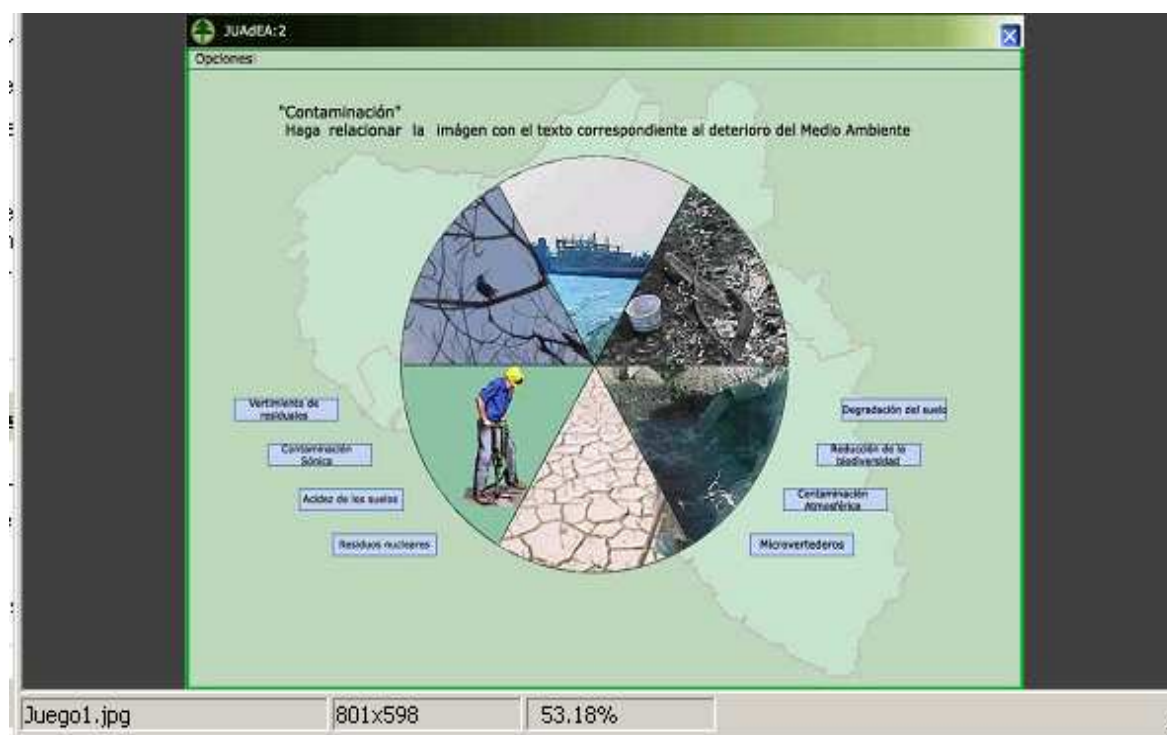 JUAdEA:2
Opciones
"Contaminación"
Haga relacionar la imágen con el texto correspondiente al deterioro del Medio Ambiente
Vertimiento de
residuales
Contaminación
Sónica
Acidez de los suelos
Residuos nucleares
Degradación del suelo
Reducción de la
biodiversidad
Contaminación
Atmosférica
Microvertederos
Juego1.jpg
801x598
53.18%